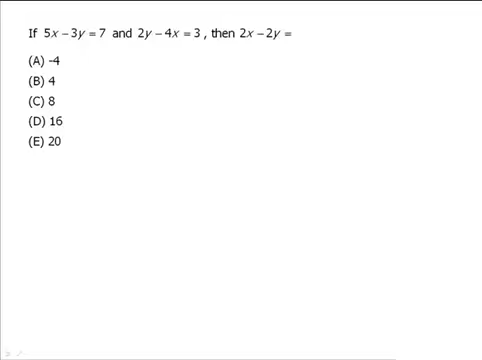 If 5x – 3y = 7 and 2y – 4x = 3 , then 2x – 2y =
(A) -4
(B) 4
(C) 8
(D) 16
(E) 20